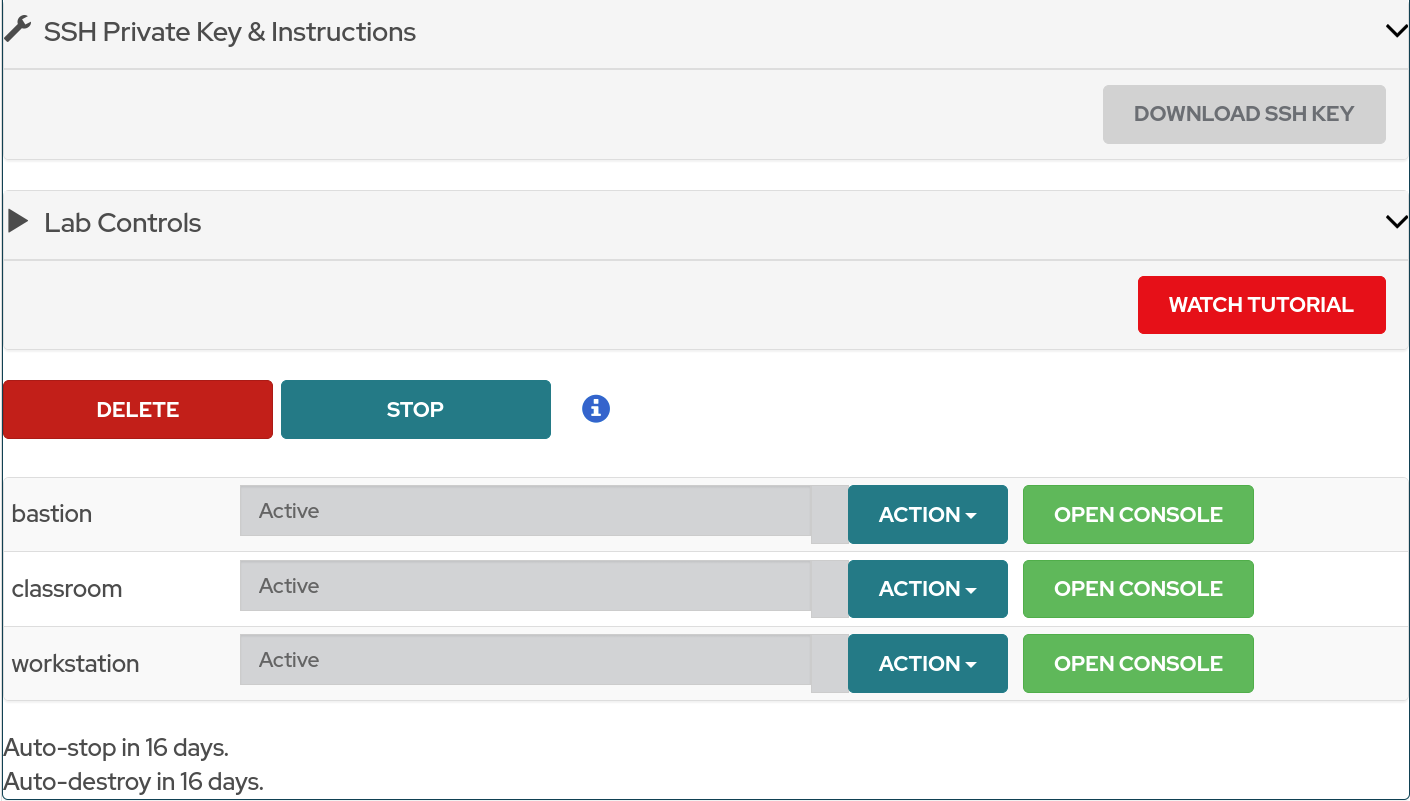 SSH Private Key & Instructions
DOWNLOAD SSH KEY
Lab Controls
WATCH TUTORIAL
DELETE STOP
bastion Active ACTION OPEN CONSOLE
classroom Active ACTION OPEN CONSOLE
workstation Active ACTION OPEN CONSOLE
Auto-stop in 16 days.
Auto-destroy in 16 days.